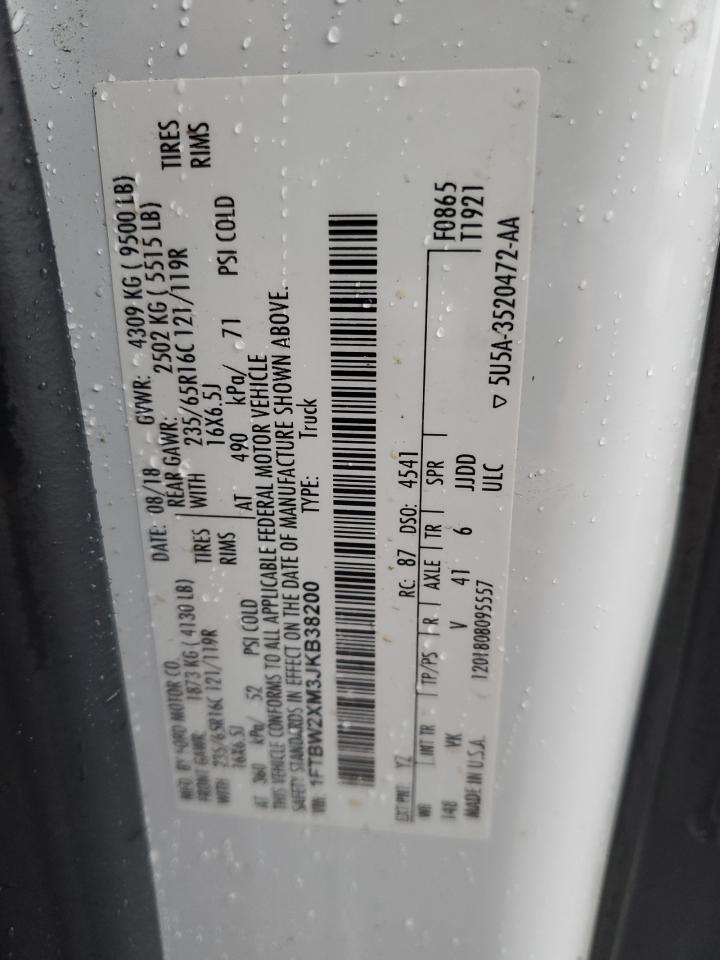 MFD. BY FORD MOTOR CO. DATE: 08/18 GVWR: 4309 KG ( 9500 LB)
FRONT GAWR: 1873 KG ( 4130 LB) REAR GAWR: 2502 KG ( 5515 LB)
WITH 235/65R16C 121/119R TIRES WITH 235/65R16C 121/119R TIRES
16X6.5J RIMS 16X6.5J RIMS
AT 360 kPa/ 52 PSI COLD AT 490 kPa/ 71 PSI COLD
THIS VEHICLE CONFORMS TO ALL APPLICABLE FEDERAL MOTOR VEHICLE
SAFETY STANDARDS IN EFFECT ON THE DATE OF MANUFACTURE SHOWN ABOVE.
VIN: 1FTBW2XM3JKB38200 TYPE: Truck
EXT PNT: YZ RC: 87 DSO: 4541
WB INT TR TP/PS R AXLE TR SPR F0865
148 VK V 41 6 JJDD T1921
MADE IN U.S.A. 1201808095557 ULC
▽ 5U5A-3520472-AA